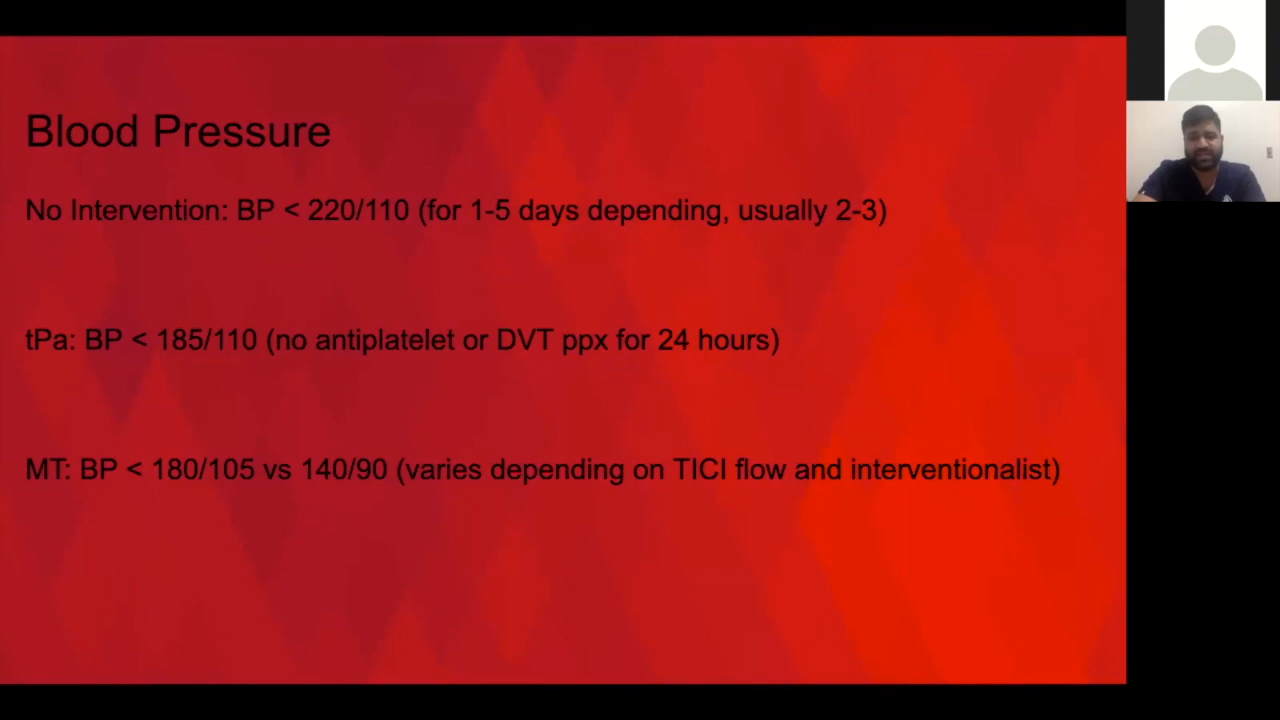 Blood Pressure
No Intervention: BP < 220/110 (for 1-5 days depending, usually 2-3)
tPa: BP < 185/110 (no antiplatelet or DVT ppx for 24 hours)
MT: BP < 180/105 vs 140/90 (varies depending on TICI flow and interventionalist)